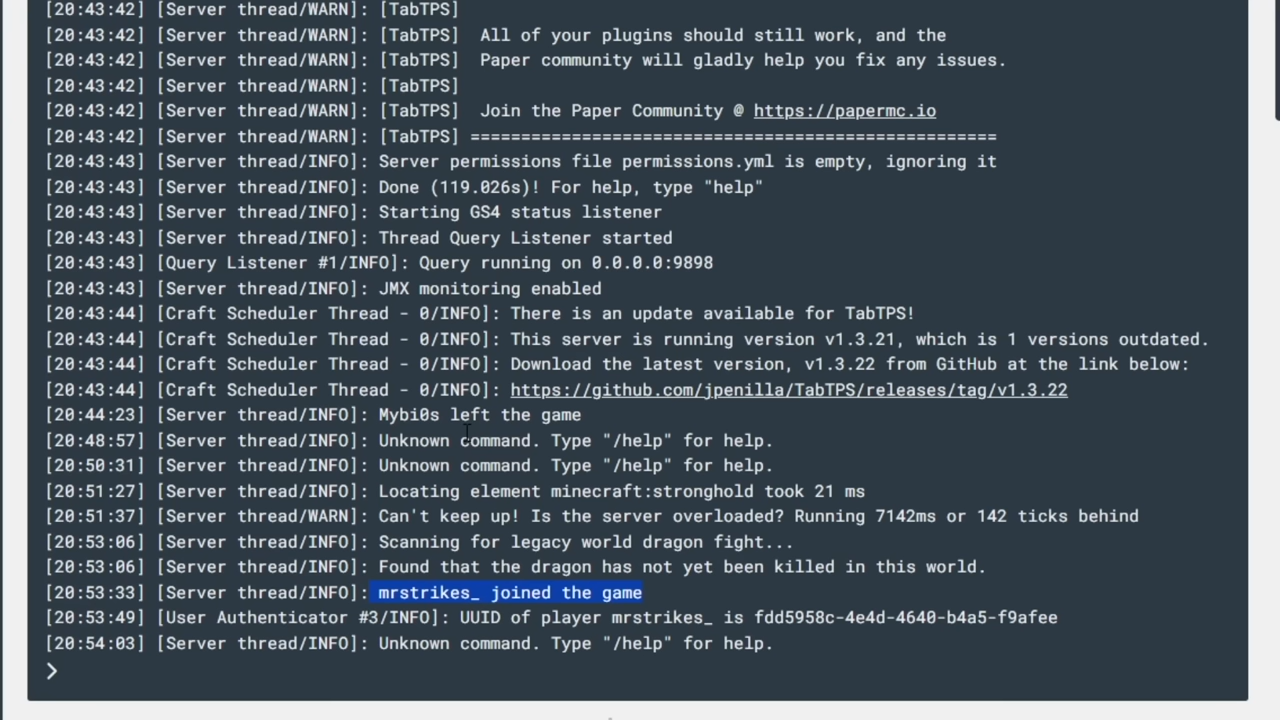 [20:43:42] [Server thread/WARN]: [TabTPS]
[20:43:42] [Server thread/WARN]: [TabTPS]  All of your plugins should still work, and the
[20:43:42] [Server thread/WARN]: [TabTPS]  Paper community will gladly help you fix any issues.
[20:43:42] [Server thread/WARN]: [TabTPS]
[20:43:42] [Server thread/WARN]: [TabTPS]  Join the Paper Community @ https://papermc.io
[20:43:42] [Server thread/WARN]: [TabTPS] ====================================================
[20:43:43] [Server thread/INFO]: Server permissions file permissions.yml is empty, ignoring it
[20:43:43] [Server thread/INFO]: Done (119.026s)! For help, type "help"
[20:43:43] [Server thread/INFO]: Starting GS4 status listener
[20:43:43] [Server thread/INFO]: Thread Query Listener started
[20:43:43] [Query Listener #1/INFO]: Query running on 0.0.0.0:9898
[20:43:43] [Server thread/INFO]: JMX monitoring enabled
[20:43:44] [Craft Scheduler Thread - 0/INFO]: There is an update available for TabTPS!
[20:43:44] [Craft Scheduler Thread - 0/INFO]: This server is running version v1.3.21, which is 1 versions outdated.
[20:43:44] [Craft Scheduler Thread - 0/INFO]: Download the latest version, v1.3.22 from GitHub at the link below:
[20:43:44] [Craft Scheduler Thread - 0/INFO]: https://github.com/jpenilla/TabTPS/releases/tag/v1.3.22
[20:44:23] [Server thread/INFO]: Mybi0s left the game
[20:48:57] [Server thread/INFO]: Unknown command. Type "/help" for help.
[20:50:31] [Server thread/INFO]: Unknown command. Type "/help" for help.
[20:51:27] [Server thread/INFO]: Locating element minecraft:stronghold took 21 ms
[20:51:37] [Server thread/WARN]: Can't keep up! Is the server overloaded? Running 7142ms or 142 ticks behind
[20:53:06] [Server thread/INFO]: Scanning for legacy world dragon fight...
[20:53:06] [Server thread/INFO]: Found that the dragon has not yet been killed in this world.
[20:53:33] [Server thread/INFO]: mrstrikes_ joined the game
[20:53:49] [User Authenticator #3/INFO]: UUID of player mrstrikes_ is fdd5958c-4e4d-4640-b4a5-f9afee
[20:54:03] [Server thread/INFO]: Unknown command. Type "/help" for help.
>